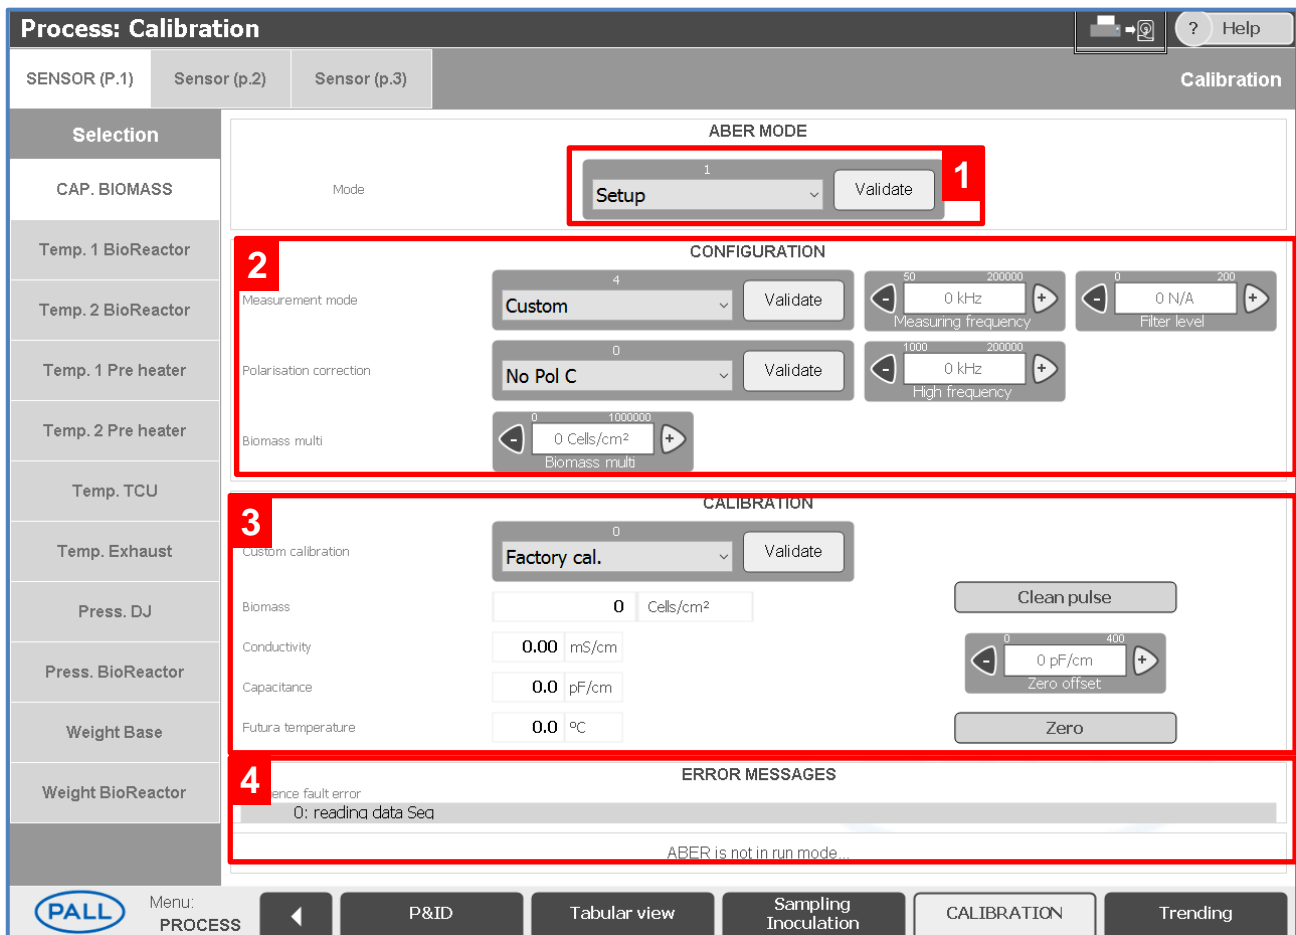 Process: Calibration
? Help
SENSOR (P.1) Sensor (p.2) Sensor (p.3) Calibration
Selection
CAP. BIOMASS
Temp. 1 BioReactor
Temp. 2 BioReactor
Temp. 1 Pre heater
Temp. 2 Pre heater
Temp. TCU
Temp. Exhaust
Press. DJ
Press. BioReactor
Weight Base
Weight BioReactor
ABER MODE
1
Mode
1
Setup
Validate
2
CONFIGURATION
Measurement mode
4
Custom
Validate
50 200000
- 0 kHz +
Measuring frequency
0 200
- 0 N/A +
Filter level
Polarisation correction
0
No Pol C
Validate
1000 200000
- 0 kHz +
High frequency
Biomass multi
0 1000000
- 0 Cells/cm² +
Biomass multi
3
CALIBRATION
Custom calibration
0
Factory cal.
Validate
Biomass 0 Cells/cm²
Conductivity 0.00 mS/cm
Capacitance 0.0 pF/cm
Futura temperature 0.0 ºC
Clean pulse
0 400
- 0 pF/cm +
Zero offset
Zero
4
ERROR MESSAGES
ence fault error
0: reading data Seq
ABER is not in run mode...
PALL
Menu:
PROCESS
P&ID
Tabular view
Sampling
Inoculation
CALIBRATION
Trending